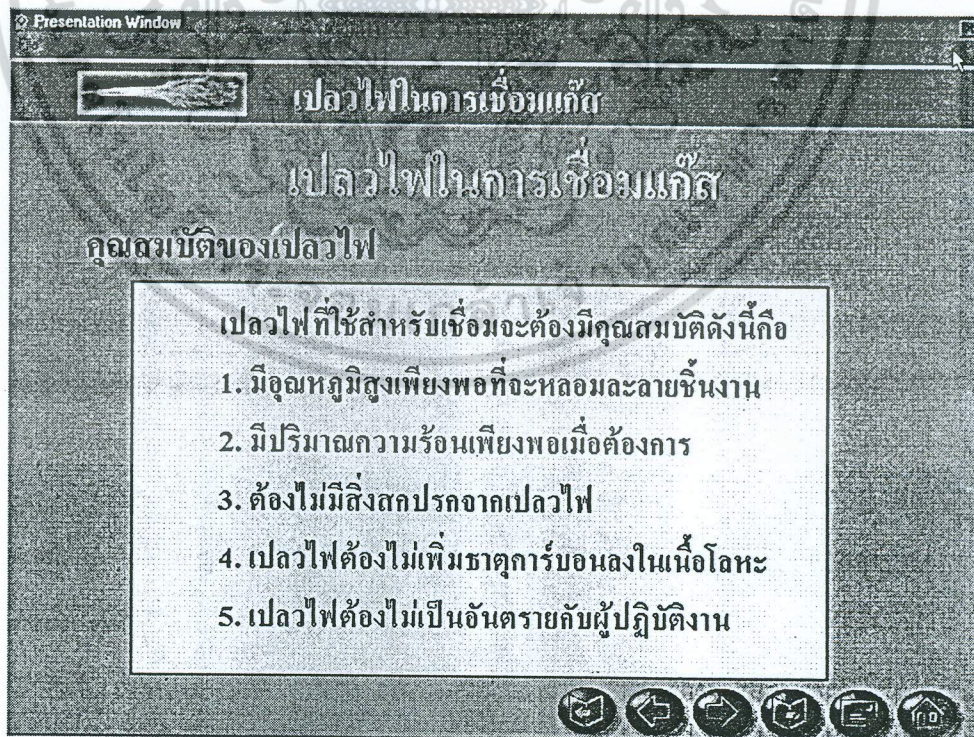 Presentation Window
เปลวไฟในการเชื่อมแก๊ส
เปลวไฟในการเชื่อมแก๊ส
คุณสมบัติของเปลวไฟ
เปลวไฟที่ใช้สำหรับเชื่อมจะต้องมีคุณสมบัติดังนี้คือ
1. มีอุณหภูมิสูงเพียงพอที่จะหลอมละลายชิ้นงาน
2. มีปริมาณความร้อนเพียงพอเมื่อต้องการ
3. ต้องไม่มีสิ่งสกปรกจากเปลวไฟ
4. เปลวไฟต้องไม่เพิ่มธาตุคาร์บอนลงในเนื้อโลหะ
5. เปลวไฟต้องไม่เป็นอันตรายกับผู้ปฏิบัติงาน